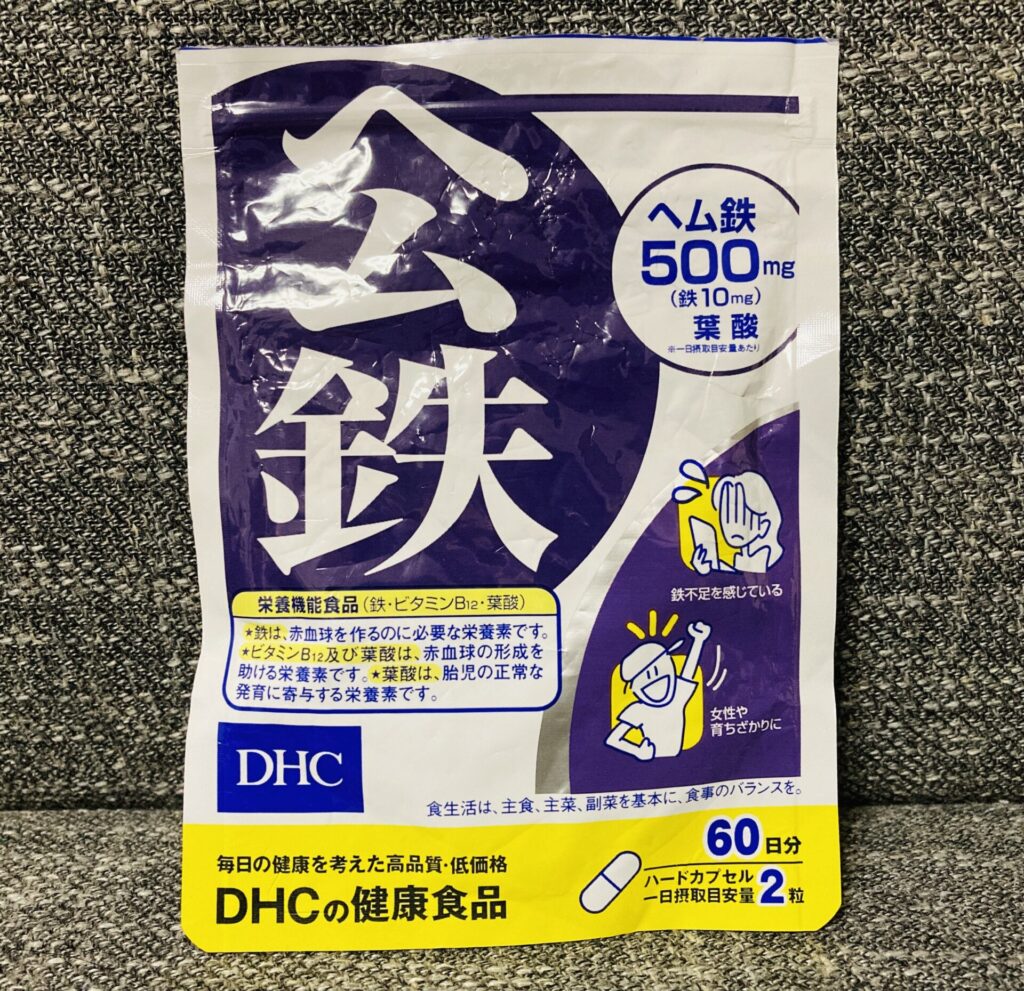 ヘム
鉄
ヘム鉄
500mg
(鉄10mg)
葉酸
※一日摂取目安量あたり
鉄不足を感じている
女性や
育ちざかりに
栄養機能食品(鉄・ビタミンB12・葉酸)
★鉄は、赤血球を作るのに必要な栄養素です。
★ビタミンB12及び葉酸は、赤血球の形成を
助ける栄養素です。★葉酸は、胎児の正常な
発育に寄与する栄養素です。
DHC
食生活は、主食、主菜、副菜を基本に、食事のバランスを。
毎日の健康を考えた高品質・低価格
DHCの健康食品
60日分
ハードカプセル
一日摂取目安量 2粒